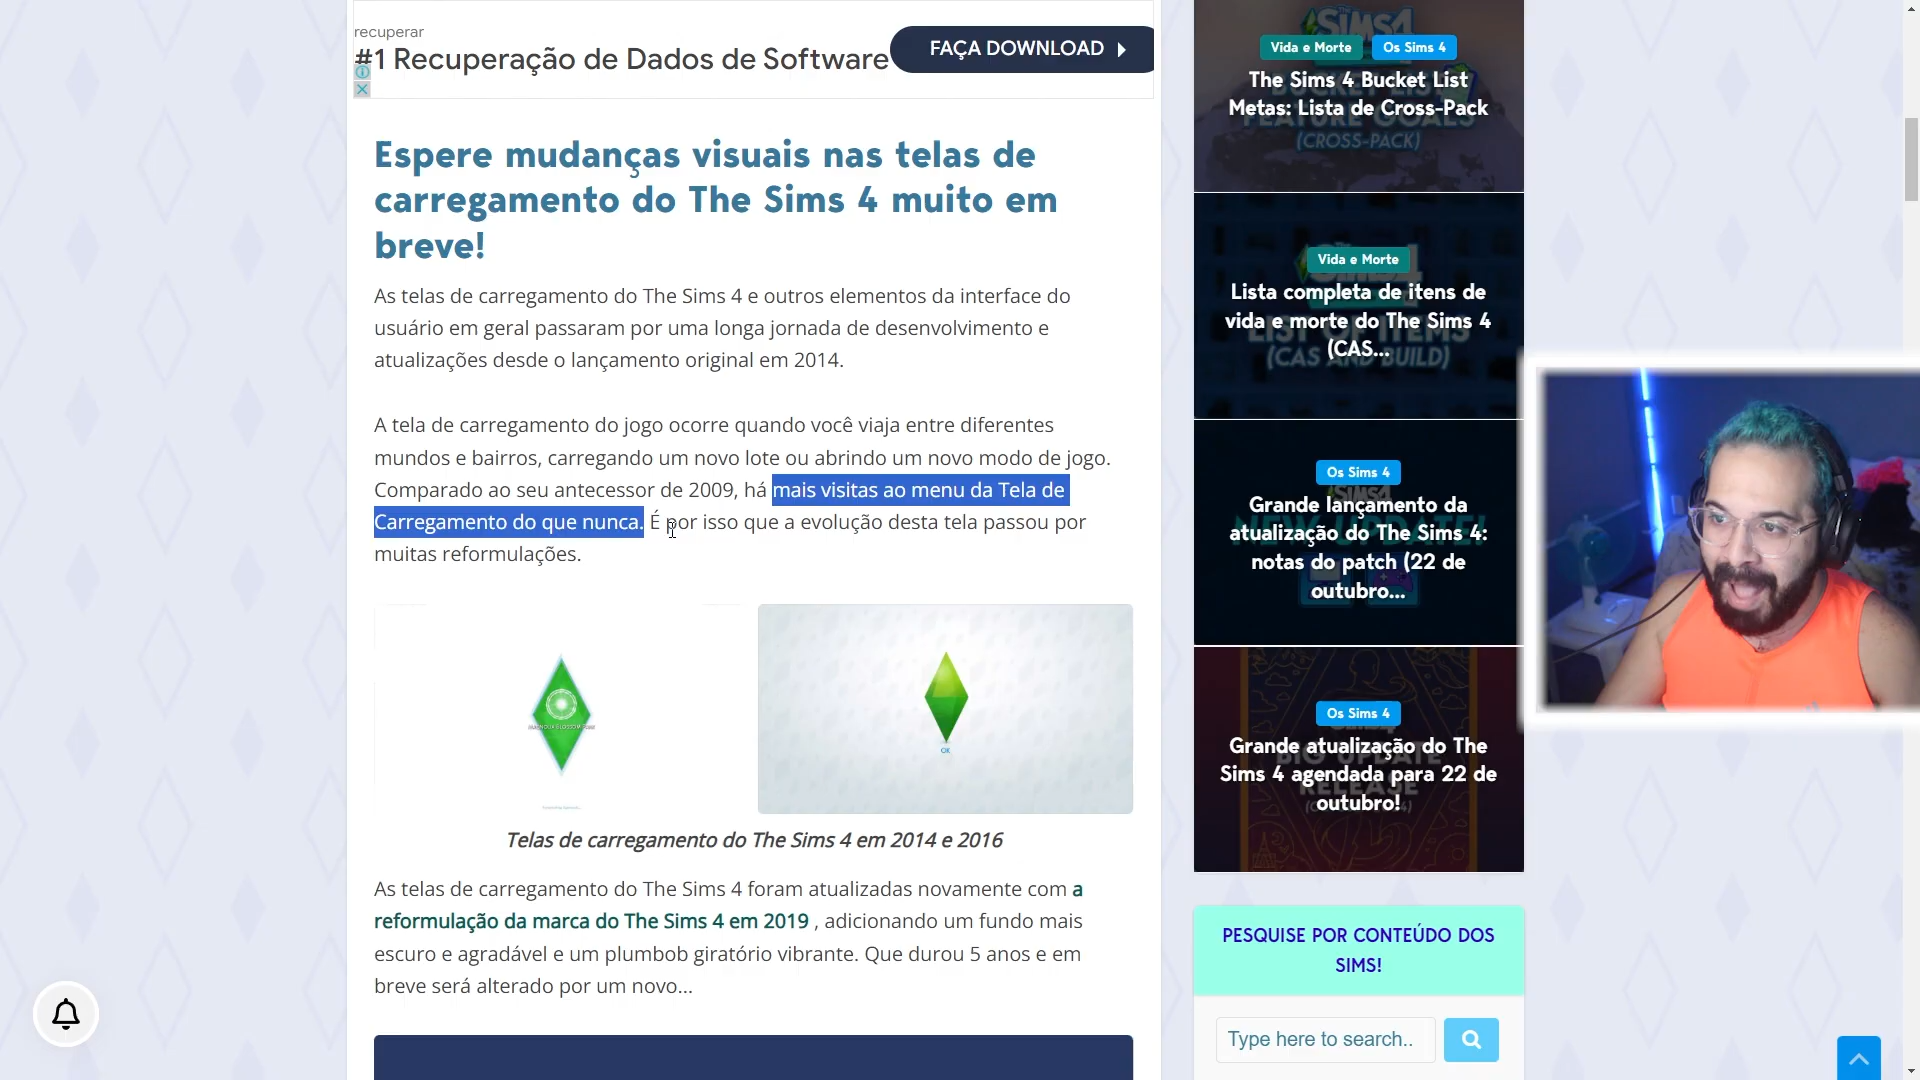 recuperar
#1 Recuperação de Dados de Software
FAÇA DOWNLOAD
Espere mudanças visuais nas telas de
carregamento do The Sims 4 muito em
breve!
As telas de carregamento do The Sims 4 e outros elementos da interface do
usuário em geral passaram por uma longa jornada de desenvolvimento e
atualizações desde o lançamento original em 2014.
A tela de carregamento do jogo ocorre quando você viaja entre diferentes
mundos e bairros, carregando um novo lote ou abrindo um novo modo de jogo.
Comparado ao seu antecessor de 2009, há mais visitas ao menu da Tela de
Carregamento do que nunca. É por isso que a evolução desta tela passou por
muitas reformulações.
MAGNOLIA BLOSSOM PARK
OK
Telas de carregamento do The Sims 4 em 2014 e 2016
As telas de carregamento do The Sims 4 foram atualizadas novamente com a
reformulação da marca do The Sims 4 em 2019 , adicionando um fundo mais
escuro e agradável e um plumbob giratório vibrante. Que durou 5 anos e em
breve será alterado por um novo...
Vida e Morte
Os Sims 4
The Sims 4 Bucket List
Metas: Lista de Cross-Pack
(CROSS-PACK)
Vida e Morte
Lista completa de itens de
vida e morte do The Sims 4
(CAS...
(CAS AND BUILD)
Os Sims 4
Grande lançamento da
atualização do The Sims 4:
notas do patch (22 de
outubro...
Os Sims 4
Grande atualização do The
Sims 4 agendada para 22 de
outubro!
PESQUISE POR CONTEÚDO DOS
SIMS!
Type here to search..